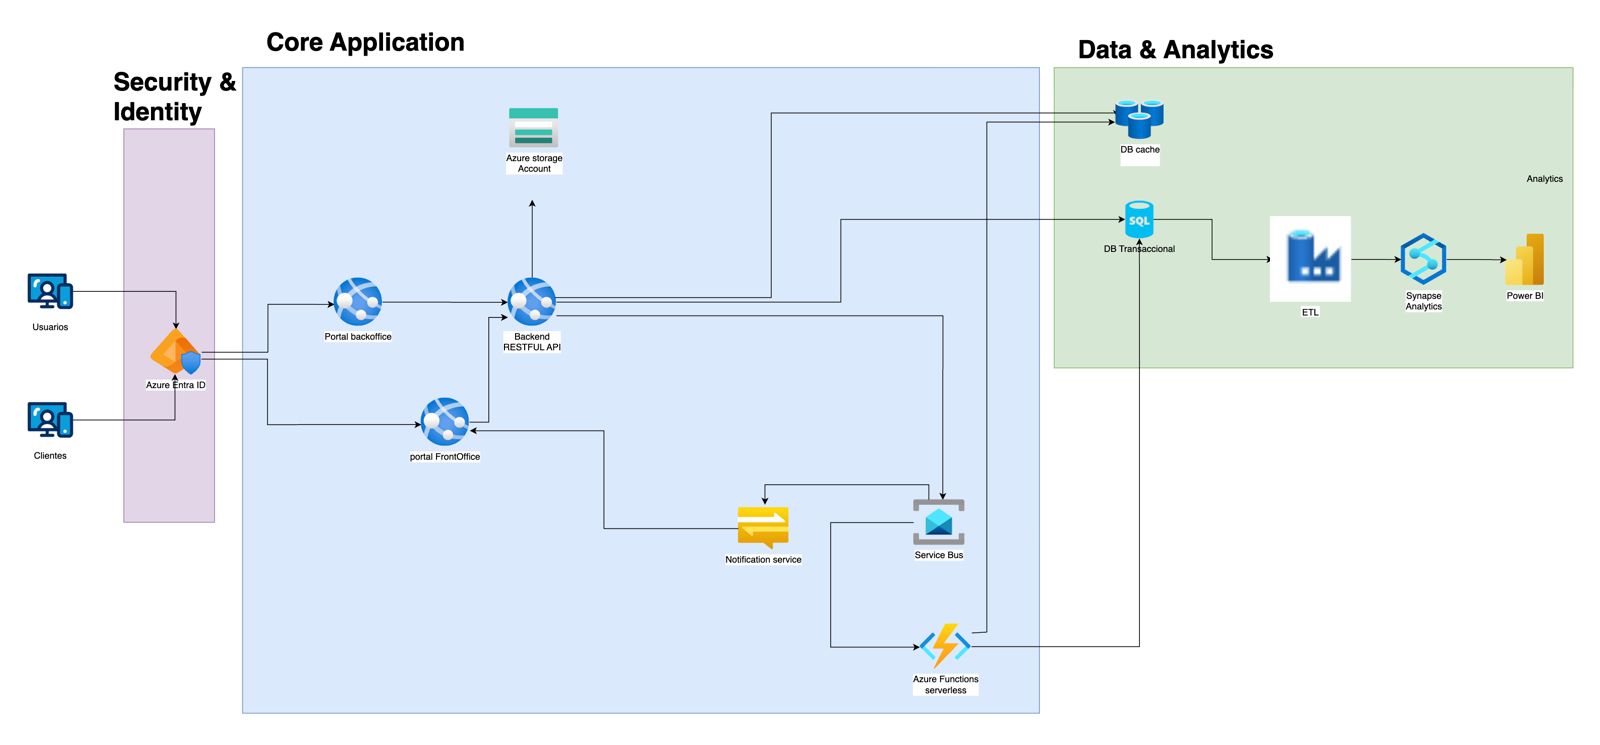 Core Application
Data & Analytics
Security &
Identity
Azure storage
Account
DB cache
Analytics
SQL
DB Transaccional
Usuarios
Portal backoffice
Backend
RESTFUL API
ETL
Synapse
Analytics
Power BI
Azure Entra ID
Clientes
portal FrontOffice
Notification service
Service Bus
Azure Functions
serverless